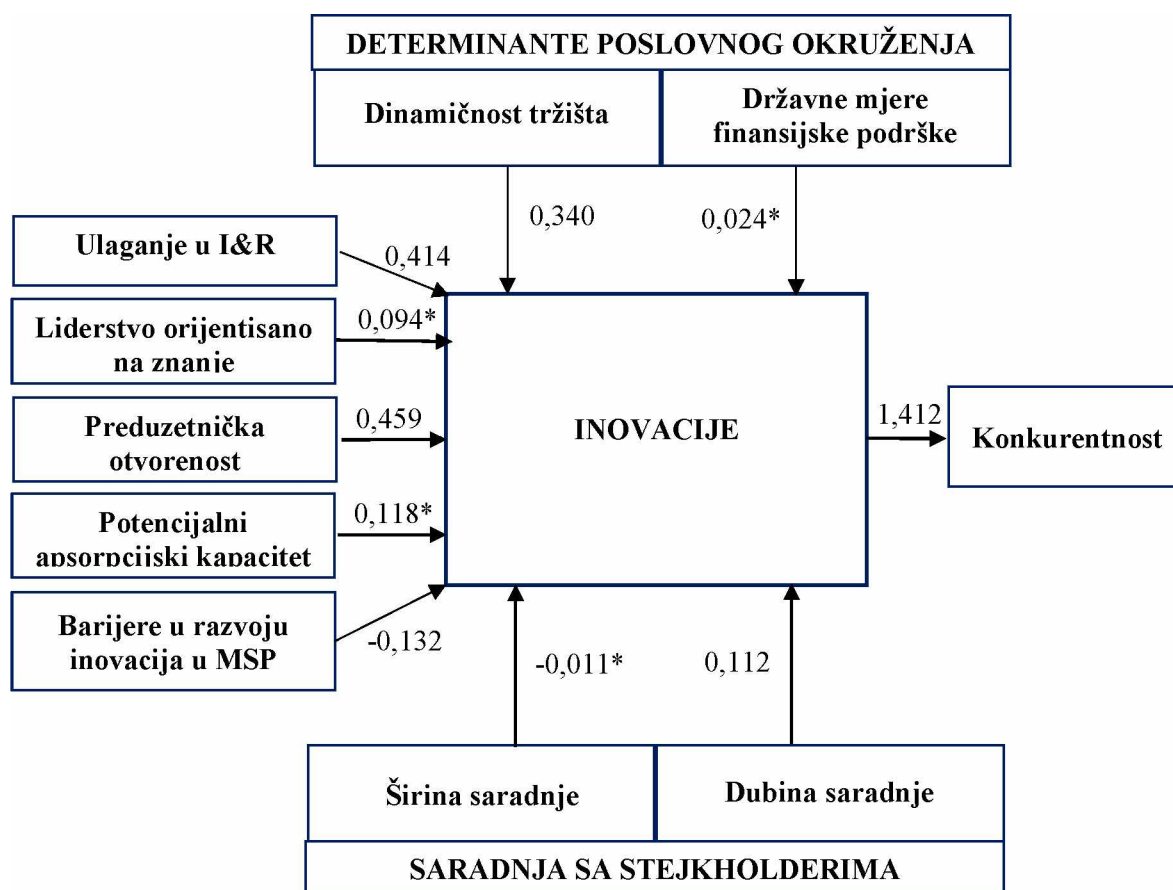 DETERMINANTE POSLOVNOG OKRUŽENJA
Dinamičnost tržišta
Državne mjere
finansijske podrške
0,340
0,024*
Ulaganje u I&R
0,414
Liderstvo orijentisano
na znanje
0,094*
Preduzetnička
otvorenost
0,459
Potencijalni
apsorpcijski kapacitet
0,118*
Barijere u razvoju
inovacija u MSP
-0,132
INOVACIJE
1,412
Konkurentnost
-0,011*
0,112
Širina saradnje
Dubina saradnje
SARADNJA SA STEJKHOLDERIMA